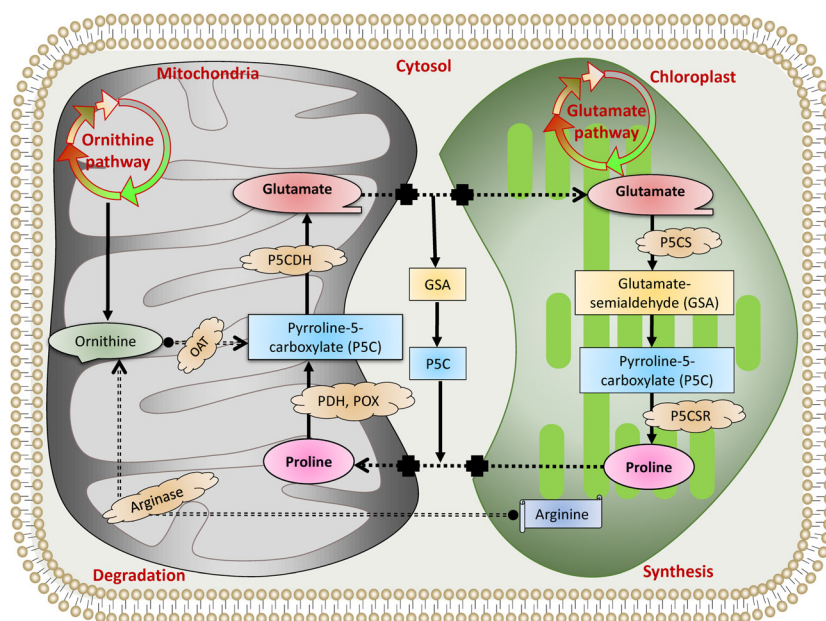 Mitochondria
Cytosol
Chloroplast
Ornithine
pathway
Glutamate
pathway
Glutamate
Glutamate
P5CDH
GSA
P5CS
Glutamate-
semialdehyde (GSA)
Ornithine
OAT
Pyrroline-5-
carboxylate (P5C)
P5C
Pyrroline-5-
carboxylate (P5C)
PDH, POX
P5CSR
Proline
Proline
Arginase
Arginine
Degradation
Synthesis